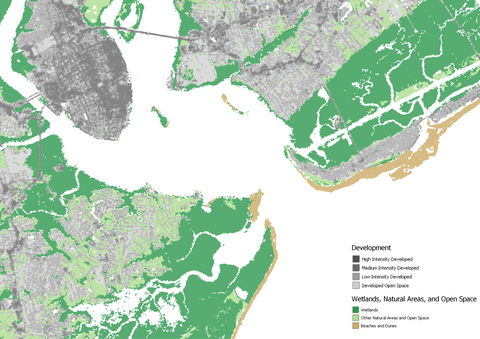 Development
High Intensity Developed
Medium Intensity Developed
Low Intensity Developed
Developed Open Space
Wetlands, Natural Areas, and Open Space
Wetlands
Other Natural Areas and Open Space
Beaches and Dunes